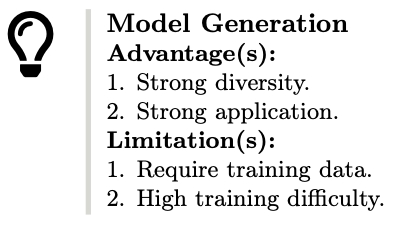 Model Generation
Advantage(s):
1. Strong diversity.
2. Strong application.
Limitation(s):
1. Require training data.
2. High training difficulty.